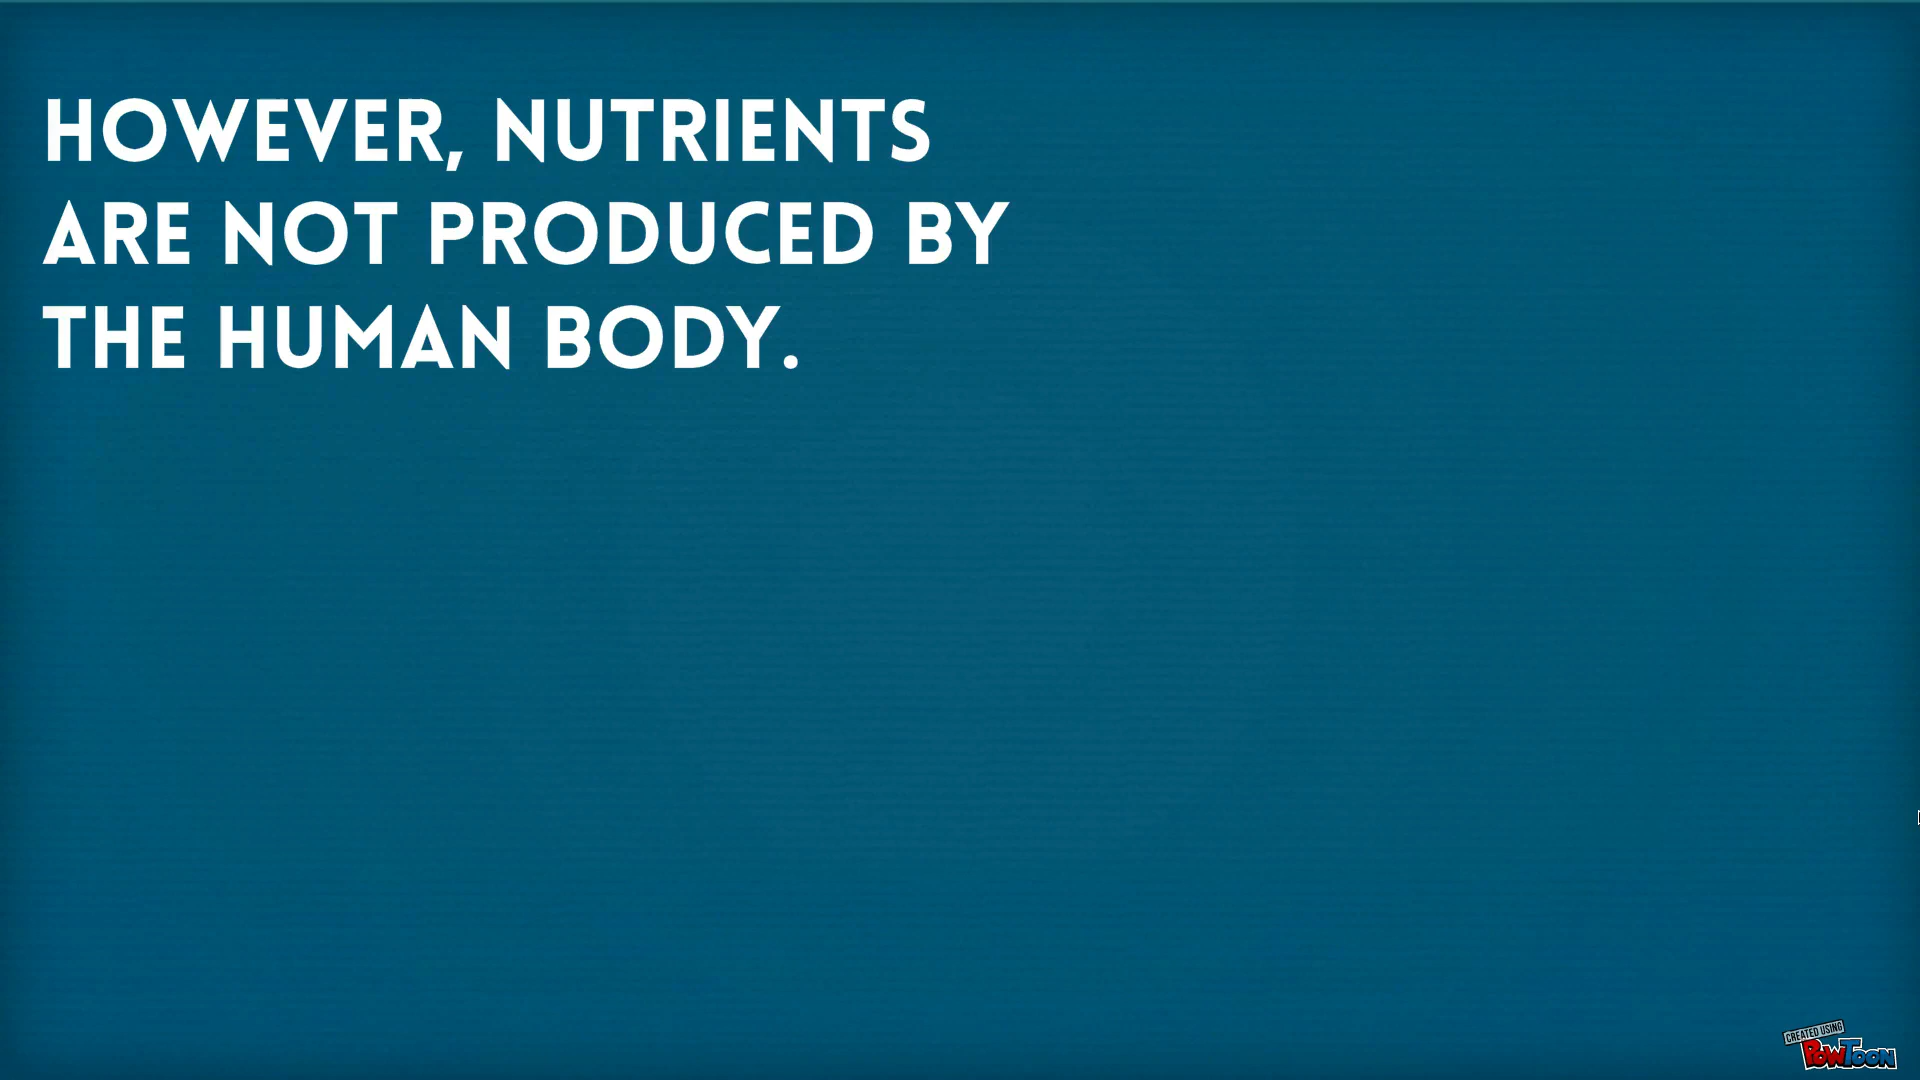 HOWEVER, NUTRIENTS
ARE NOT PRODUCED BY
THE HUMAN BODY.
CREATED USING
POWTOON